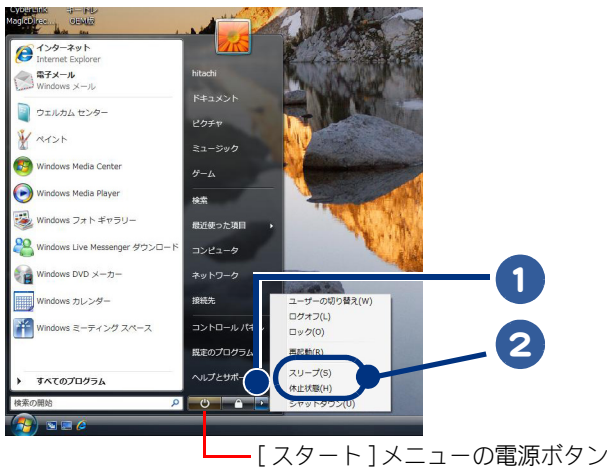 CyberLink
MagicDirec...
OEM版
インターネット
Internet Explorer
電子メール
Windows メール
ウェルカム センター
ペイント
Windows Media Center
Windows Media Player
Windows フォト ギャラリー
Windows Live Messenger ダウンロード
Windows DVD メーカー
Windows カレンダー
Windows ミーティング スペース
すべてのプログラム
検索の開始
hitachi
ドキュメント
ピクチャ
ミュージック
ゲーム
検索
最近使った項目
コンピュータ
ネットワーク
接続先
コントロール パネル
既定のプログラム
ヘルプとサポー
ユーザーの切り替え(W)
ログオフ(L)
ロック(O)
再起動(R)
スリープ(S)
休止状態(H)
シャットダウン(U)
1
2
[ スタート ]メニューの電源ボタン